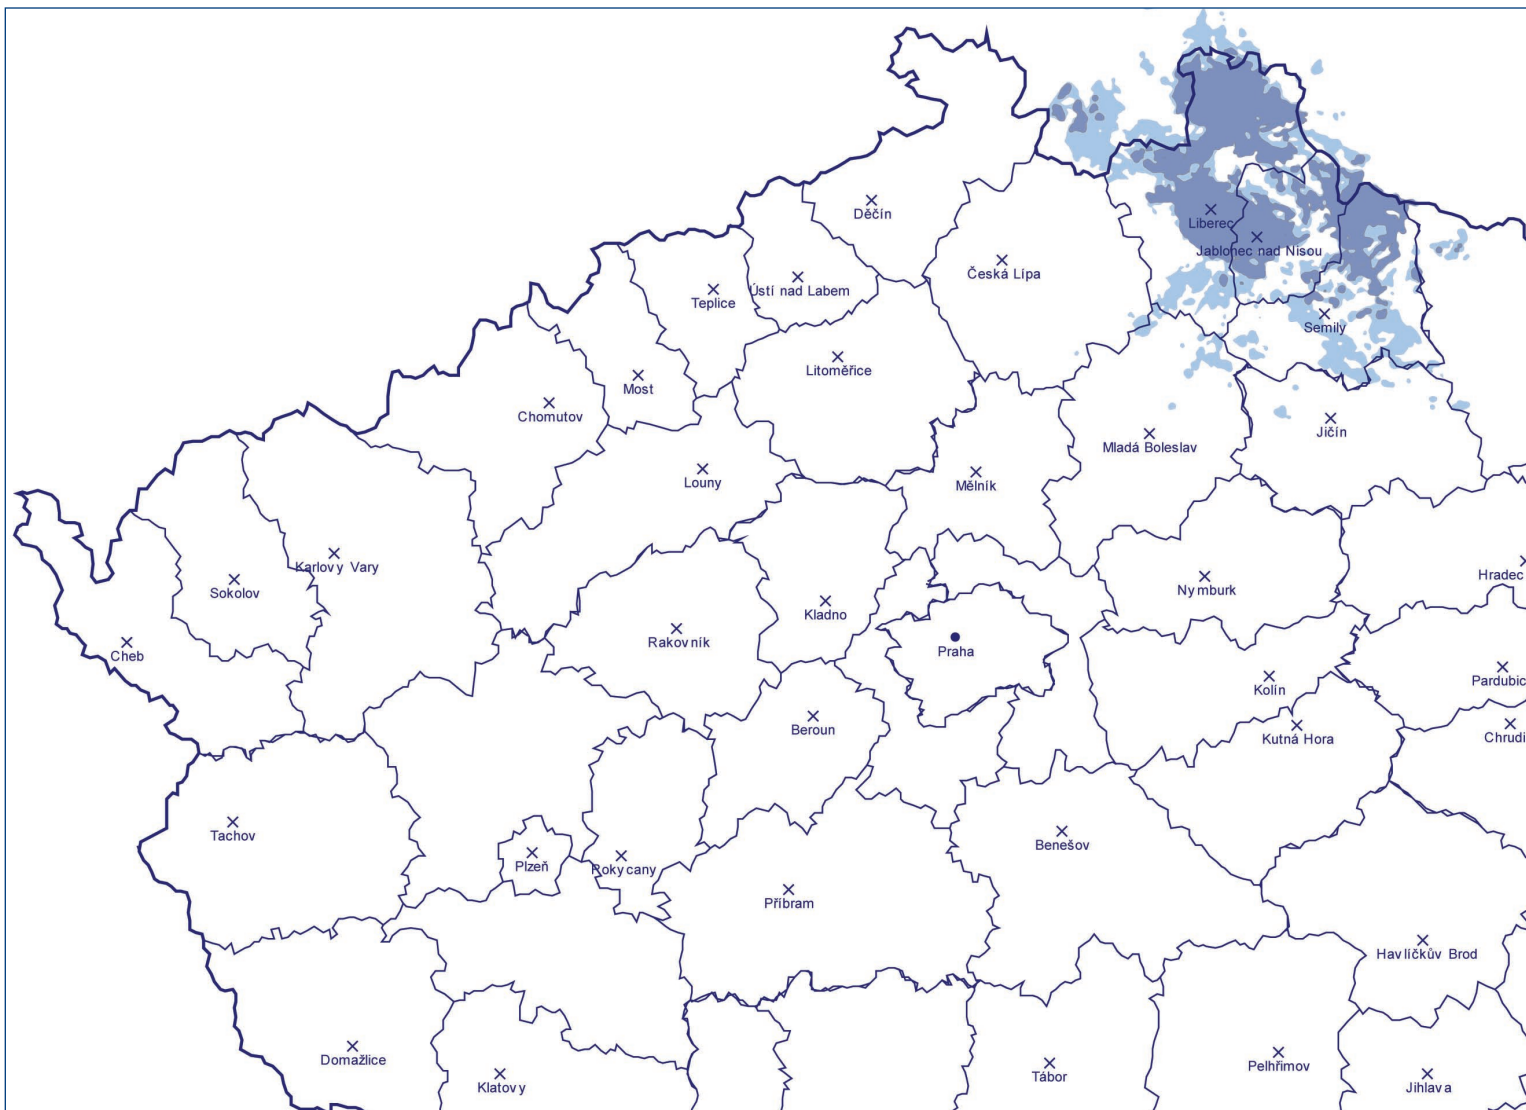 Děčín
Liberec
Jablonec nad Nisou
Česká Lípa
Ústí nad Labem
Teplice
Semily
Litoměřice
Most
Chomutov
Jičín
Mladá Boleslav
Louny
Mělník
Karlovy Vary
Hradec
Sokolov
Nymburk
Kladno
Rakovník
Cheb
Praha
Pardubic
Kolín
Beroun
Kutná Hora
Chrudi
Tachov
Benešov
Plzeň
Rokycany
Příbram
Havlíčkův Brod
Domažlice
Pelhřimov
Tábor
Klatovy
Jihlava